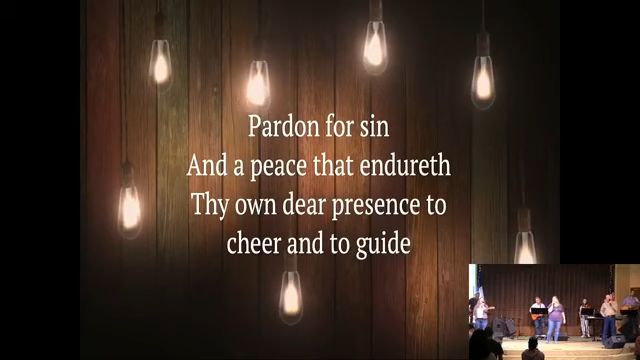 Pardon for sin
And a peace that endureth
Thy own dear presence to
cheer and to guide